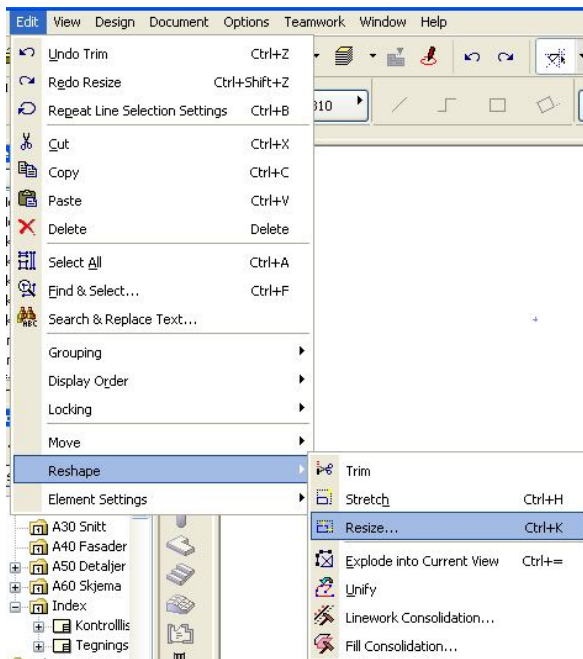 Edit View Design Document Options Teamwork Window Help
Undo Trim Ctrl+Z
Redo Resize Ctrl+Shift+Z
Repeat Line Selection Settings Ctrl+B
310
Cut Ctrl+X
Copy Ctrl+C
Paste Ctrl+V
Delete Delete
Select All Ctrl+A
Find & Select... Ctrl+F
Search & Replace Text...
ABC
Grouping
Display Order
Locking
Move
Reshape
Trim
Element Settings
Stretch Ctrl+H
A30 Snitt
Resize... Ctrl+K
A40 Fasader
A50 Detaljer
Explode into Current View Ctrl+=
A60 Skjema
Unify
Index
Linework Consolidation...
Kontrolllis
Tegnings
Fill Consolidation...